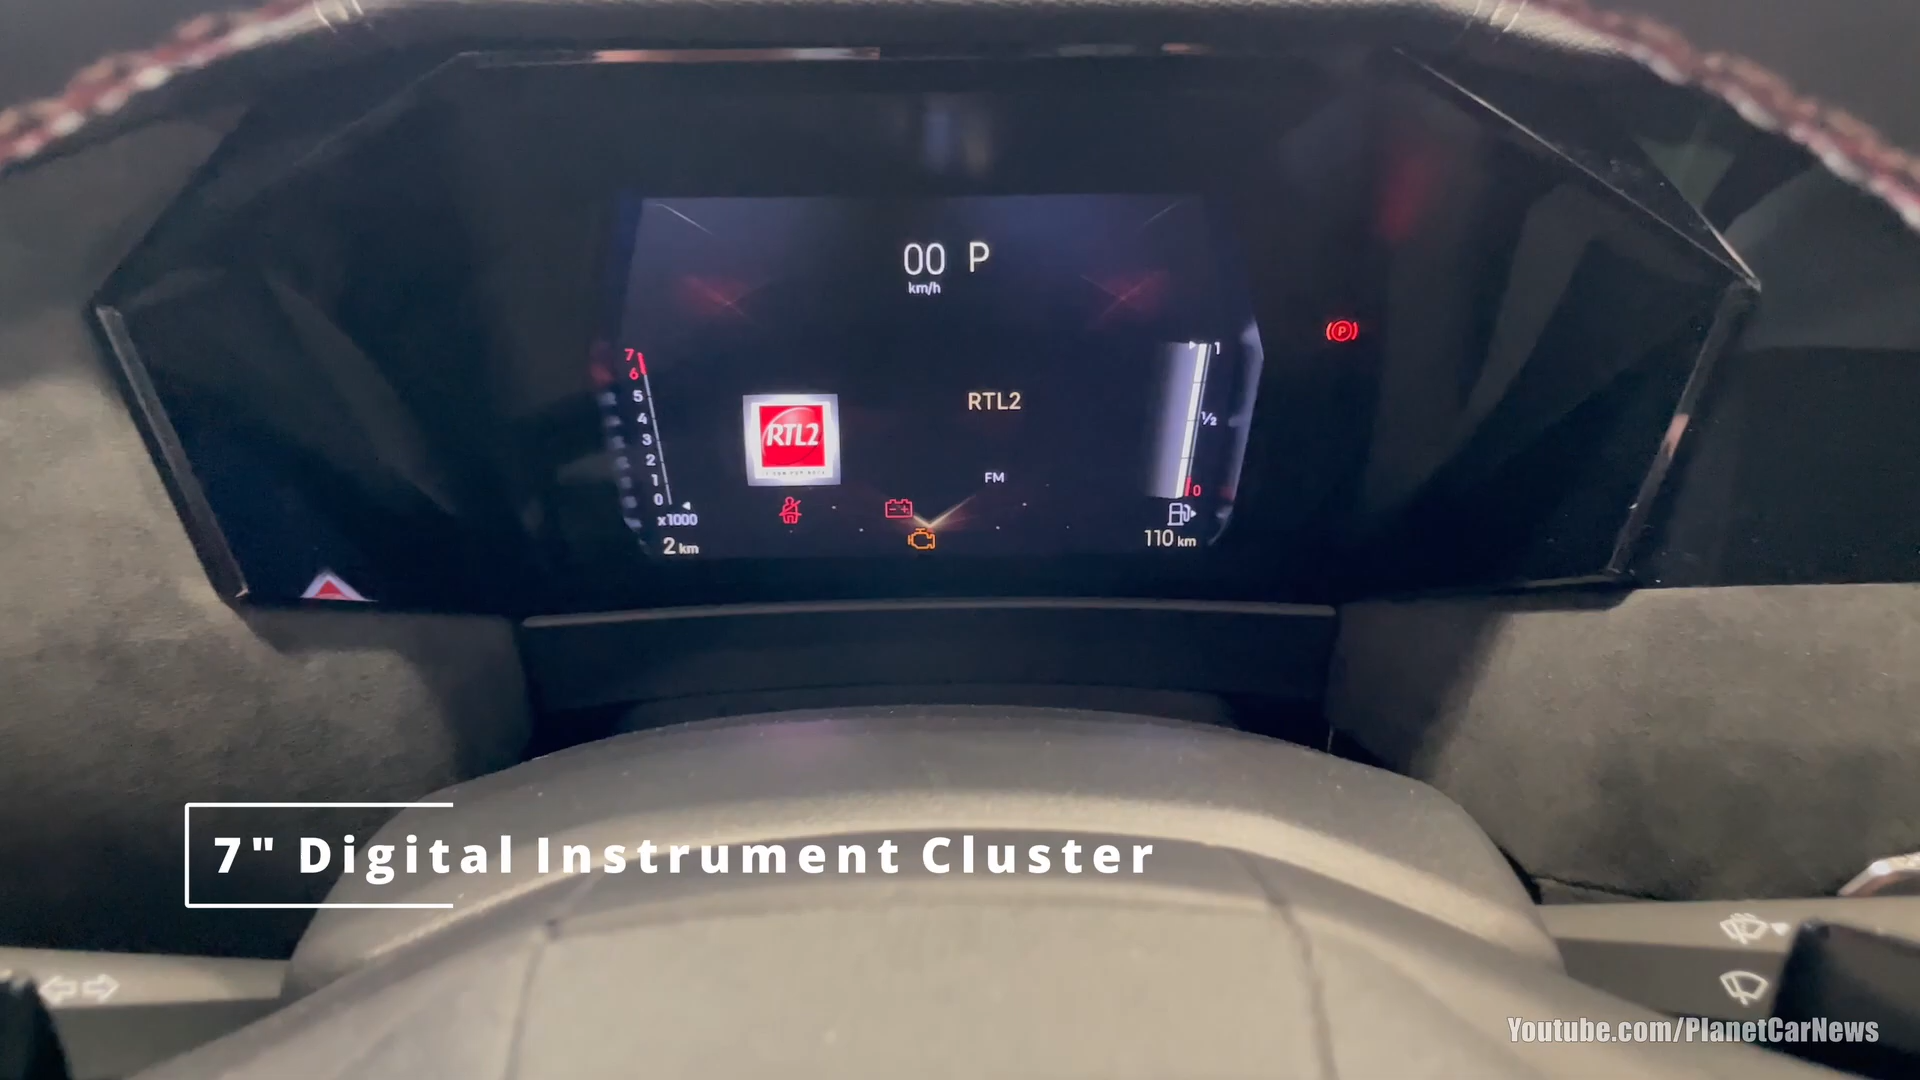 00 P
km/h
7
6
5
4
3
2
1
0
x1000
2 km
RTL2
RTL2
FM
1
1/2
0
110 km
P
7" Digital Instrument Cluster
Youtube.com/PlanetCarNews